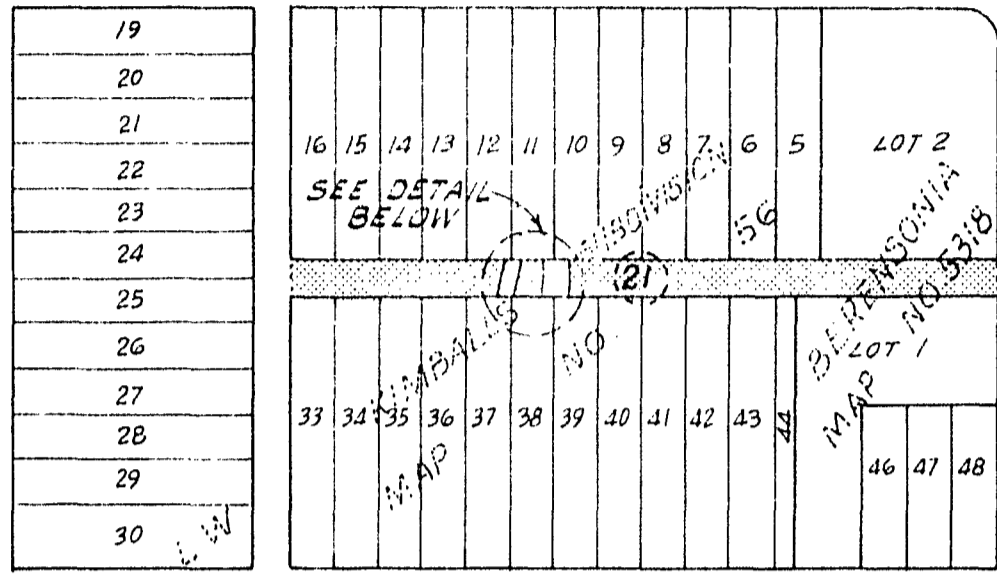 19
20
21
22
23
24
25
26
27
28
29
30
L. W
16 15 14 13 12 11 10 9 8 7 6 5 LOT 2
SEE DETAIL
BELOW
KIMBALL'S SUBDIVISION
MAP NO. 56
21
BERENSONIA
MAP NO. 5318
LOT 1
33 34 35 36 37 38 39 40 41 42 43 44
46 47 48